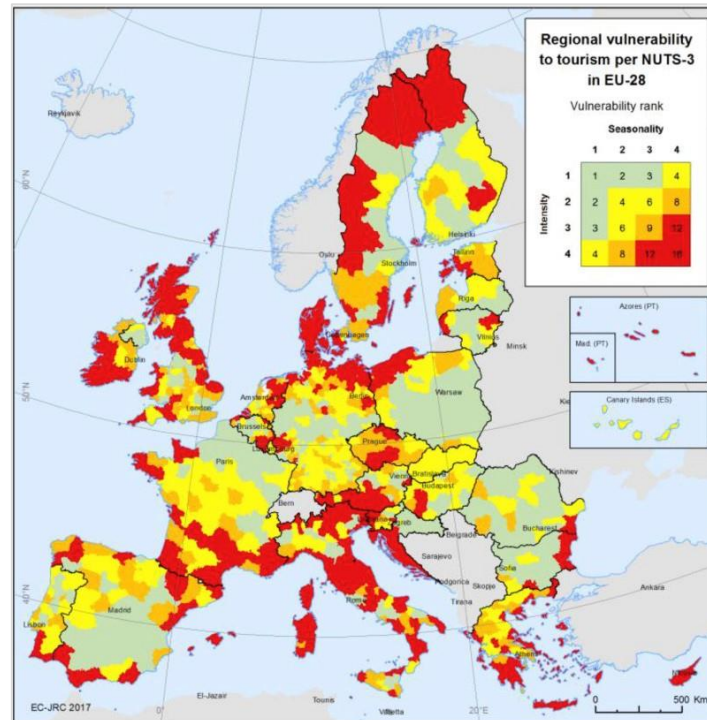 Regional vulnerability
to tourism per NUTS-3
in EU-28
Vulnerability rank
Seasonality
1 2 3 4
Intensity
1 1 2 3 4
2 2 4 6 8
3 3 6 9 12
4 4 8 12 16
Reykjavik
60°N
50°N
40°N
Oslo
Helsinki
Stockholm
Tallinn
Riga
Vilnius
Minsk
Dublin
London
Amsterdam
Berlin
Warsaw
Brussels
Prague
Paris
Bratislava
Budapest
Bern
Zagreb
Kishinev
Belgrade
Bucharest
Sarajevo
Sofia
Podgorica
Skopje
Tirana
Rome
Madrid
Lisbon
Ankara
Athens
Azores (PT)
Mad. (PT)
Canary Islands (ES)
El-Jazair
Tounis
Valletta
0°
20°E
0 500 Km
EC-JRC 2017